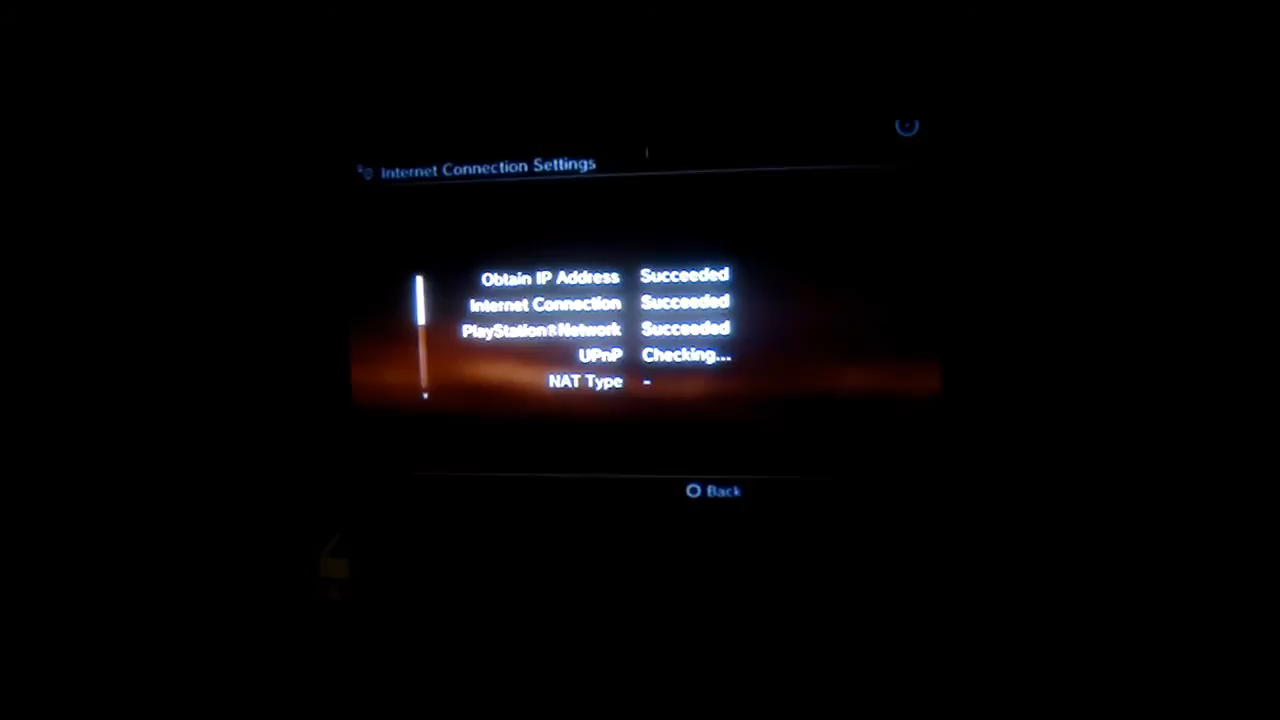 Internet Connection Settings
Obtain IP Address Succeeded
Internet Connection Succeeded
PlayStation®Network Succeeded
UPnP Checking...
NAT Type -
Back